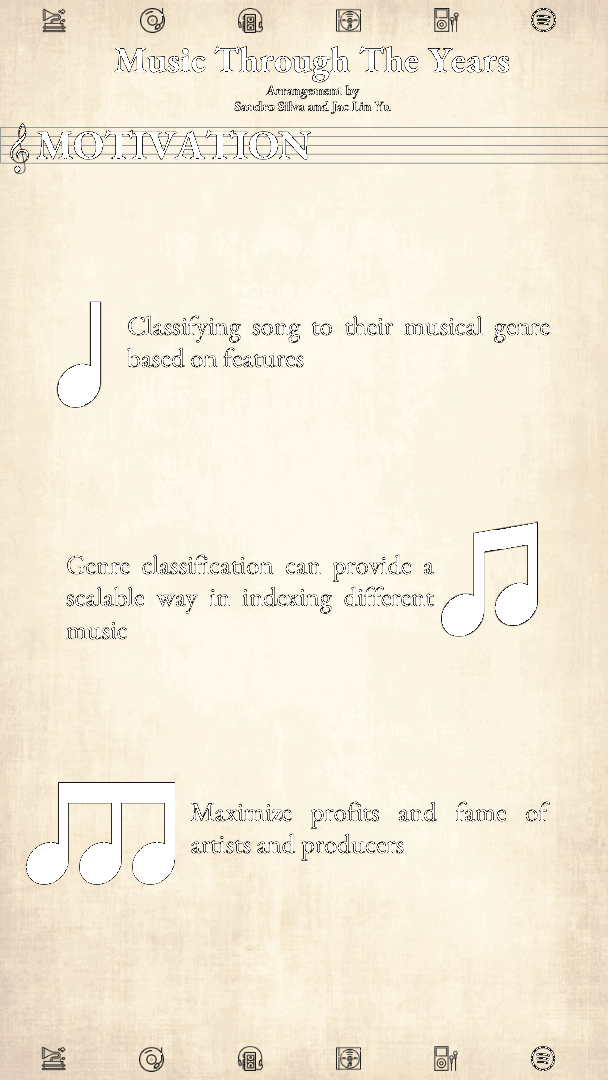 Music Through The Years
Arrangement by
Sandro Silva and Jae Lin Yu
MOTIVATION
Classifying song to their musical genre
based on features
Genre classification can provide a
scalable way in indexing different
music
Maximize profits and fame of
artists and producers